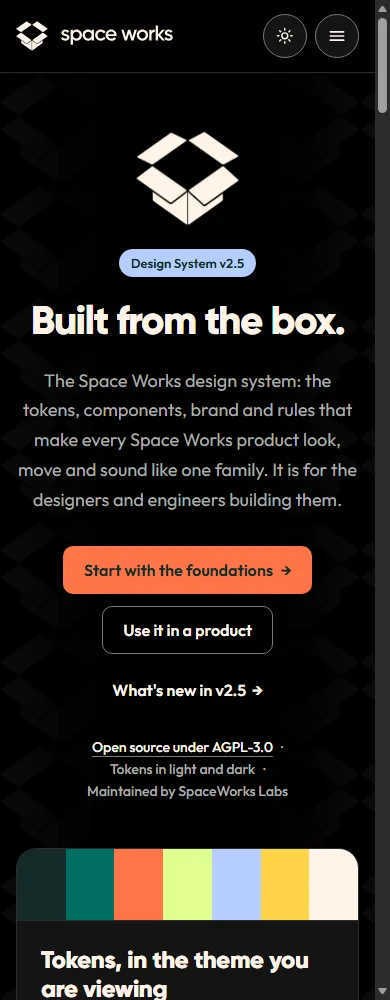 space works
Design System v2.5
Built from the box.
The Space Works design system: the
tokens, components, brand and rules that
make every Space Works product look,
move and sound like one family. It is for the
designers and engineers building them.
Start with the foundations →
Use it in a product
What's new in v2.5 →
Open source under AGPL-3.0 ·
Tokens in light and dark ·
Maintained by SpaceWorks Labs
Tokens, in the theme you
are viewing